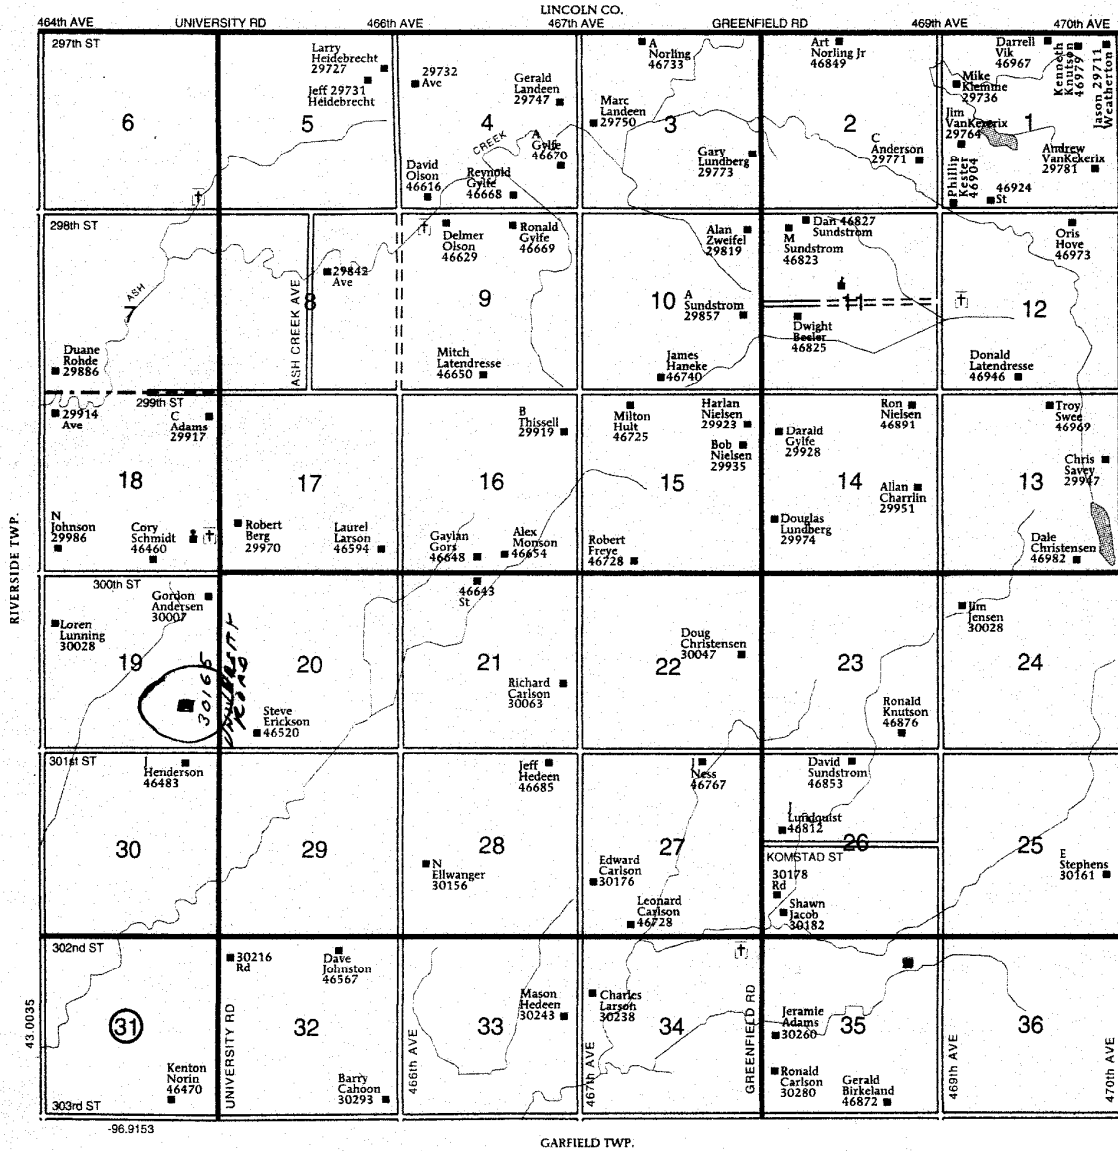 LINCOLN CO.
464th AVE
UNIVERSITY RD
466th AVE
467th AVE
GREENFIELD RD
469th AVE
470th AVE
297th ST
6
Larry
Heidebrecht
29727
Jeff 29731
Heidebrecht
5
29732
Ave
Gerald
Landeen
29747
4
CREEK
A
Gylfe
46670
David
Olson
46616
Reynold
Gylfe
46668
A
Norling
46733
Marc
Landeen
29750
3
Gary
Lundberg
29773
Art
Norling Jr
46849
2
C
Anderson
29771
Darrell
Vik
46967
Kenneth
Knutson
46979
Jason 29711
Weatherton
Mike
Klemme
29736
Jim
VanKekerix
29764
1
Andrew
VanKekerix
29781
Phillip
Kester
46904
46924
St
298th ST
ASH
7
Duane
Rohde
29886
ASH CREEK AVE
8
29842
Ave
Delmer
Olson
46629
Ronald
Gylfe
46669
9
Mitch
Latendresse
46650
Alan
Zweifel
29819
10
A
Sundstrom
29857
James
Haneke
46740
Dan 46827
Sundstrom
M
Sundstrom
46823
11
Dwight
Beeler
46825
Oris
Hove
46973
12
Donald
Latendresse
46946
299th ST
29914
Ave
C
Adams
29917
18
N
Johnson
29986
Cory
Schmidt
46460
17
Robert
Berg
29970
Laurel
Larson
46594
B
Thissell
29919
16
Gaylan
Gors
46648
Alex
Monson
46654
Milton
Hult
46725
Harlan
Nielsen
29923
Bob
Nielsen
29935
15
Robert
Freye
46728
Ron
Nielsen
46891
Darald
Gylfe
29928
14
Allan
Charrlin
29951
Douglas
Lundberg
29974
Troy
Swee
46969
Chris
Savey
29947
13
Dale
Christensen
46982
RIVERSIDE TWP.
300th ST
Gordon
Andersen
30007
Loren
Lunning
30028
19
30165
UNIVERSITY
ROAD
20
Steve
Erickson
46520
46643
St
21
Richard
Carlson
30063
Doug
Christensen
30047
22
23
Ronald
Knutson
46876
Jim
Jensen
30028
24
301st ST
J
Henderson
46483
30
29
Jeff
Hedeen
46685
28
N
Ellwanger
30156
J
Ness
46767
27
Edward
Carlson
30176
Leonard
Carlson
46728
David
Sundstrom
46853
J
Lundquist
46812
26
KOMSTAD ST
30178
Rd
Shawn
Jacob
30182
25
E
Stephens
30161
302nd ST
43.0035
31
Kenton
Norin
46470
303rd ST
-96.9153
30216
Rd
Dave
Johnston
46567
UNIVERSITY RD
32
Barry
Cahoon
30293
466th AVE
Mason
Hedeen
30243
33
467th AVE
Charles
Larson
30238
34
GREENFIELD RD
Jeramie
Adams
30260
35
Ronald
Carlson
30280
Gerald
Birkeland
46872
469th AVE
36
470th AVE
GARFIELD TWP.